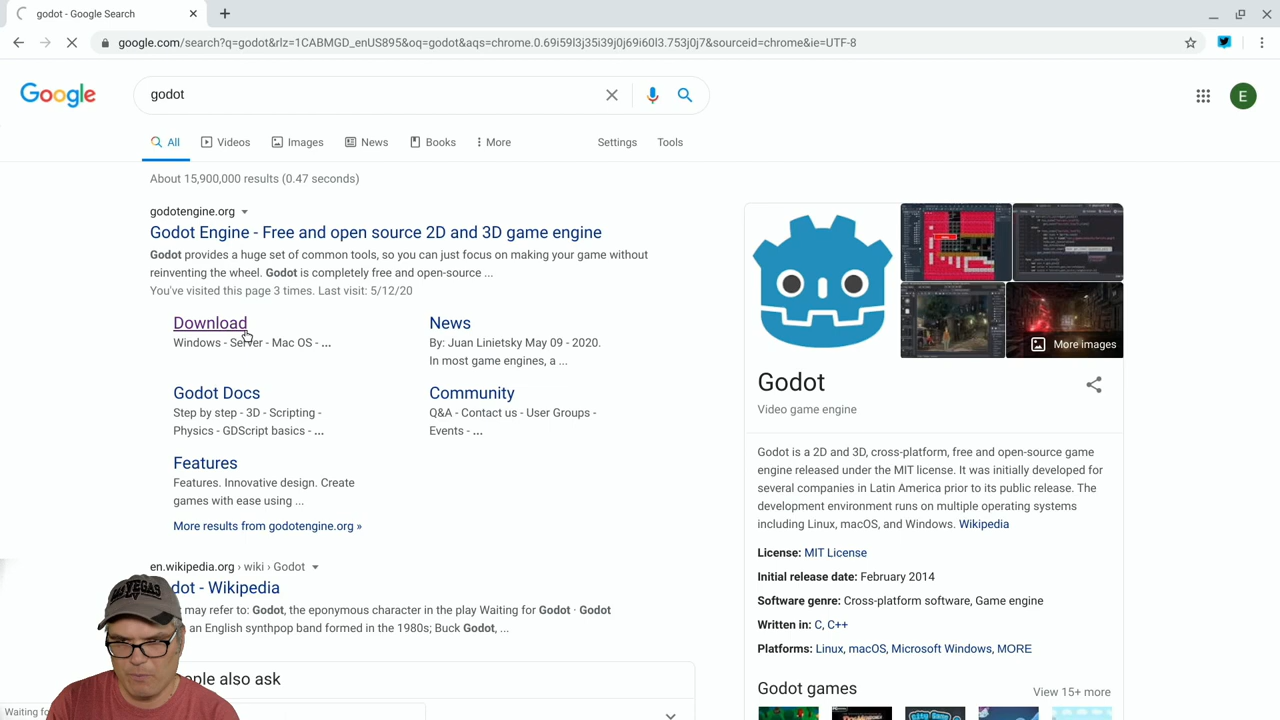 godot - Google Search
google.com/search?q=godot&rlz=1CABMGD_enUS895&oq=godot&aqs=chrome.0.69i59l3j35i39j0j69i60l3.753j0j7&sourceid=chrome&ie=UTF-8
Google
godot
E
All
Videos
Images
News
Books
More
Settings
Tools
About 15,900,000 results (0.47 seconds)
godotengine.org
Godot Engine - Free and open source 2D and 3D game engine
Godot provides a huge set of common tools, so you can just focus on making your game without
reinventing the wheel. Godot is completely free and open-source ...
You've visited this page 3 times. Last visit: 5/12/20
Download
Windows - Server - Mac OS - ...
News
By: Juan Linietsky May 09 - 2020.
In most game engines, a ...
Godot Docs
Step by step - 3D - Scripting -
Physics - GDScript basics - ...
Community
Q&A - Contact us - User Groups -
Events - ...
Features
Features. Innovative design. Create
games with ease using ...
More results from godotengine.org »
en.wikipedia.org › wiki › Godot
dot - Wikipedia
may refer to: Godot, the eponymous character in the play Waiting for Godot · Godot
an English synthpop band formed in the 1980s; Buck Godot, ...
ople also ask
Waiting fo
More images
Godot
Video game engine
Godot is a 2D and 3D, cross-platform, free and open-source game
engine released under the MIT license. It was initially developed for
several companies in Latin America prior to its public release. The
development environment runs on multiple operating systems
including Linux, macOS, and Windows. Wikipedia
License: MIT License
Initial release date: February 2014
Software genre: Cross-platform software, Game engine
Written in: C, C++
Platforms: Linux, macOS, Microsoft Windows, MORE
Godot games
View 15+ more